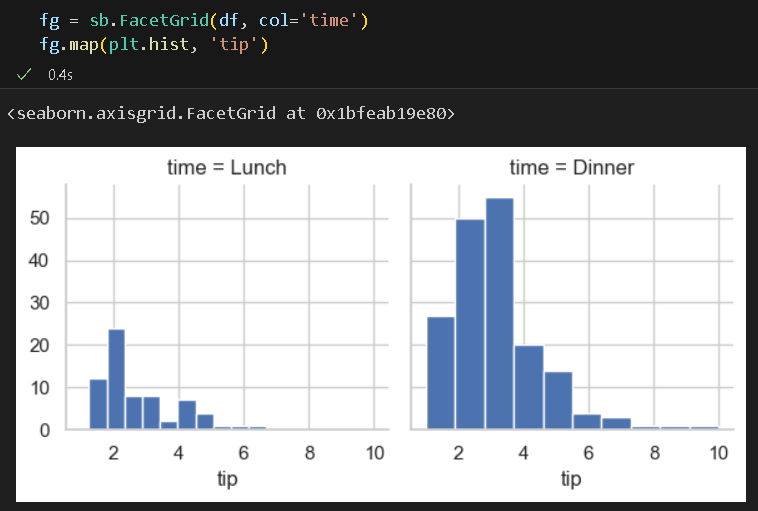 fg = sb.FacetGrid(df, col='time')
fg.map(plt.hist, 'tip')
✓ 0.4s
<seaborn.axisgrid.FacetGrid at 0x1bfeab19e80>
time = Lunch
time = Dinner
50
40
30
20
10
0
2 4 6 8 10
2 4 6 8 10
tip
tip